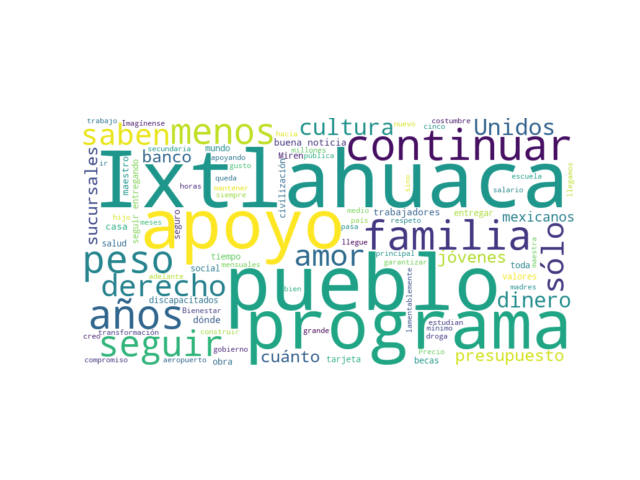 trabajo Imagínense hacia costumbre cinco nuevo
saben menos cultura Unidos
secundaria mundo buena noticia continuar
sucursales maestro banco apoyando Miren millones pública
Ixtlahuaca
ir entregando gusto horas mantener siempre civilización sino escuela salario llegamos
seguir hijo meses casa seguro apoyo medio país pasa trabajadores respeto entregar mexicanos
salud llegue familia sólo
peso tiempo social mensuales amor principal garantizar jóvenes toda maestra
adelante derecho bien pueblo valores madres dinero
discapacitados Bienestar
años dónde lamentablemente
cred transformación construir grande programa estudian mínimo droga
seguir gobierno Precio
compromiso aeropuerto obra cuánto tarjeta becas presupuesto
queda